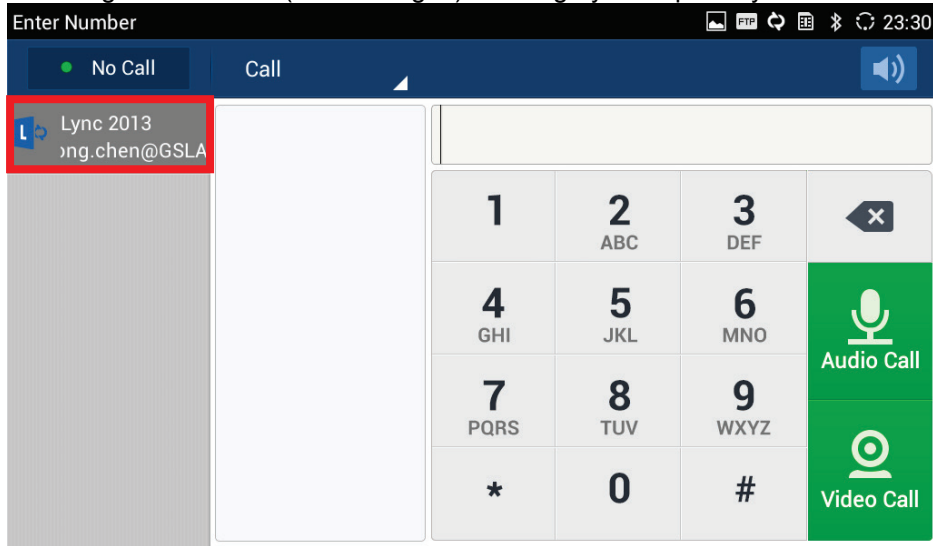 Enter Number
FTP
23:30
No Call
Call
L
Lync 2013
ong.chen@GSLA
1
2
ABC
3
DEF
4
GHI
5
JKL
6
MNO
Audio Call
7
PQRS
8
TUV
9
WXYZ
*
0
#
Video Call